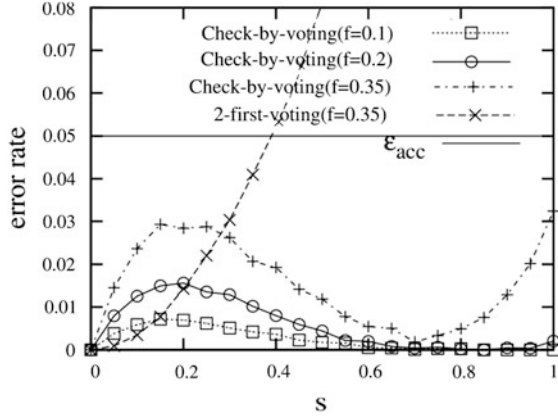 0.08
0.07
0.06
0.05
0.04
0.03
0.02
0.01
0
error rate
Check-by-voting(f=0.1)
Check-by-voting(f=0.2)
Check-by-voting(f=0.35)
2-first-voting(f=0.35)
εacc
0 0.2 0.4 0.6 0.8 1
s